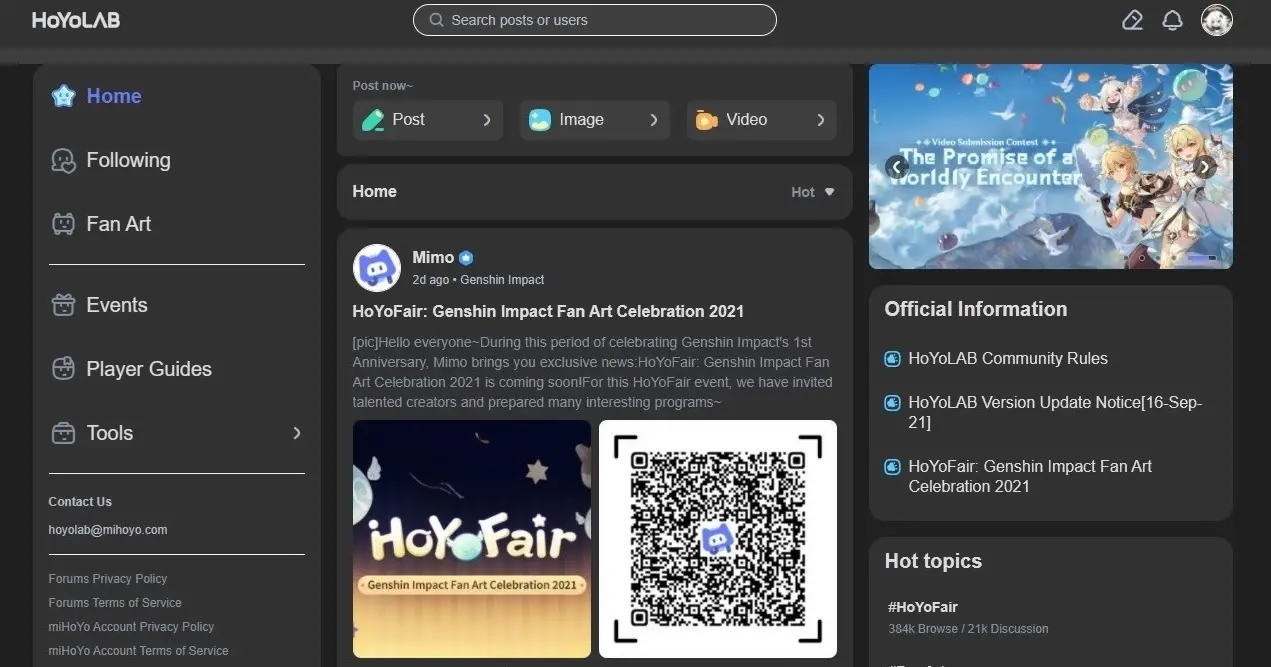 HoYoLAB
Search posts or users
Home
Following
Fan Art
Events
Player Guides
Tools
Contact Us
hoyolab@mihoyo.com
Forums Privacy Policy
Forums Terms of Service
miHoYo Account Privacy Policy
miHoYo Account Terms of Service
Post now~
Post
Image
Video
Home
Hot
Mimo
2d ago • Genshin Impact
HoYoFair: Genshin Impact Fan Art Celebration 2021
[pic]Hello everyone~During this period of celebrating Genshin Impact's 1st
Anniversary, Mimo brings you exclusive news:HoYoFair: Genshin Impact Fan
Art Celebration 2021 is coming soon!For this HoYoFair event, we have invited
talented creators and prepared many interesting programs~
HoYoFair
Genshin Impact Fan Art Celebration 2021
Video Submission Contest
The Promise of a
Worldly Encounter
Official Information
HoYoLAB Community Rules
HoYoLAB Version Update Notice[16-Sep-
21]
HoYoFair: Genshin Impact Fan Art
Celebration 2021
Hot topics
#HoYoFair
384k Browse / 21k Discussion